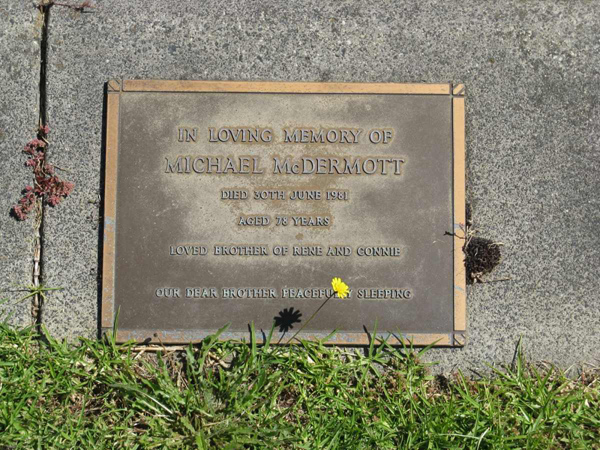 IN LOVING MEMORY OF
MICHAEL McDERMOTT
DIED 30TH JUNE 1981
AGED 78 YEARS
LOVED BROTHER OF RENE AND CONNIE
OUR DEAR BROTHER PEACEFULLY SLEEPING